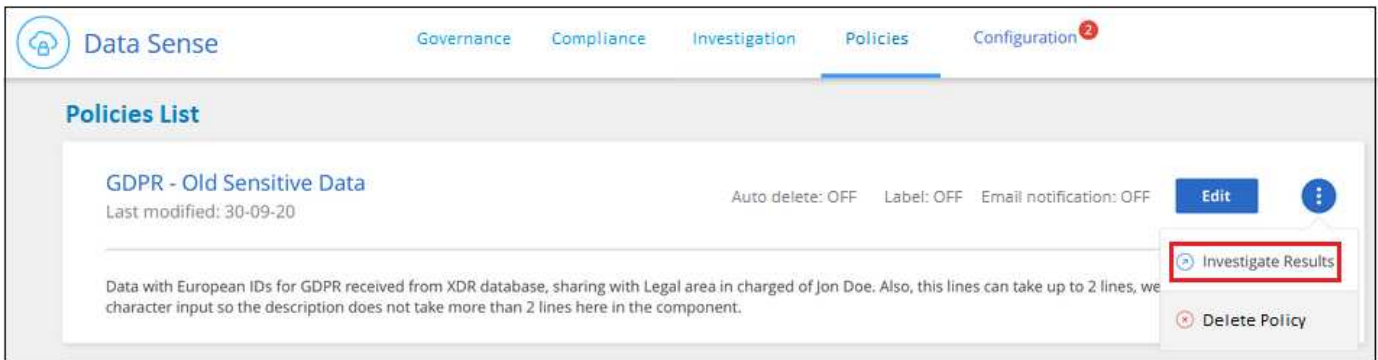 Data Sense Governance Compliance Investigation Policies Configuration 2
Policies List
GDPR - Old Sensitive Data
Auto delete: OFF Label: OFF Email notification: OFF Edit
Last modified: 30-09-20
Investigate Results
Data with European IDs for GDPR received from XDR database, sharing with Legal area in charged of Jon Doe. Also, this lines can take up to 2 lines, we
character input so the description does not take more than 2 lines here in the component.
Delete Policy